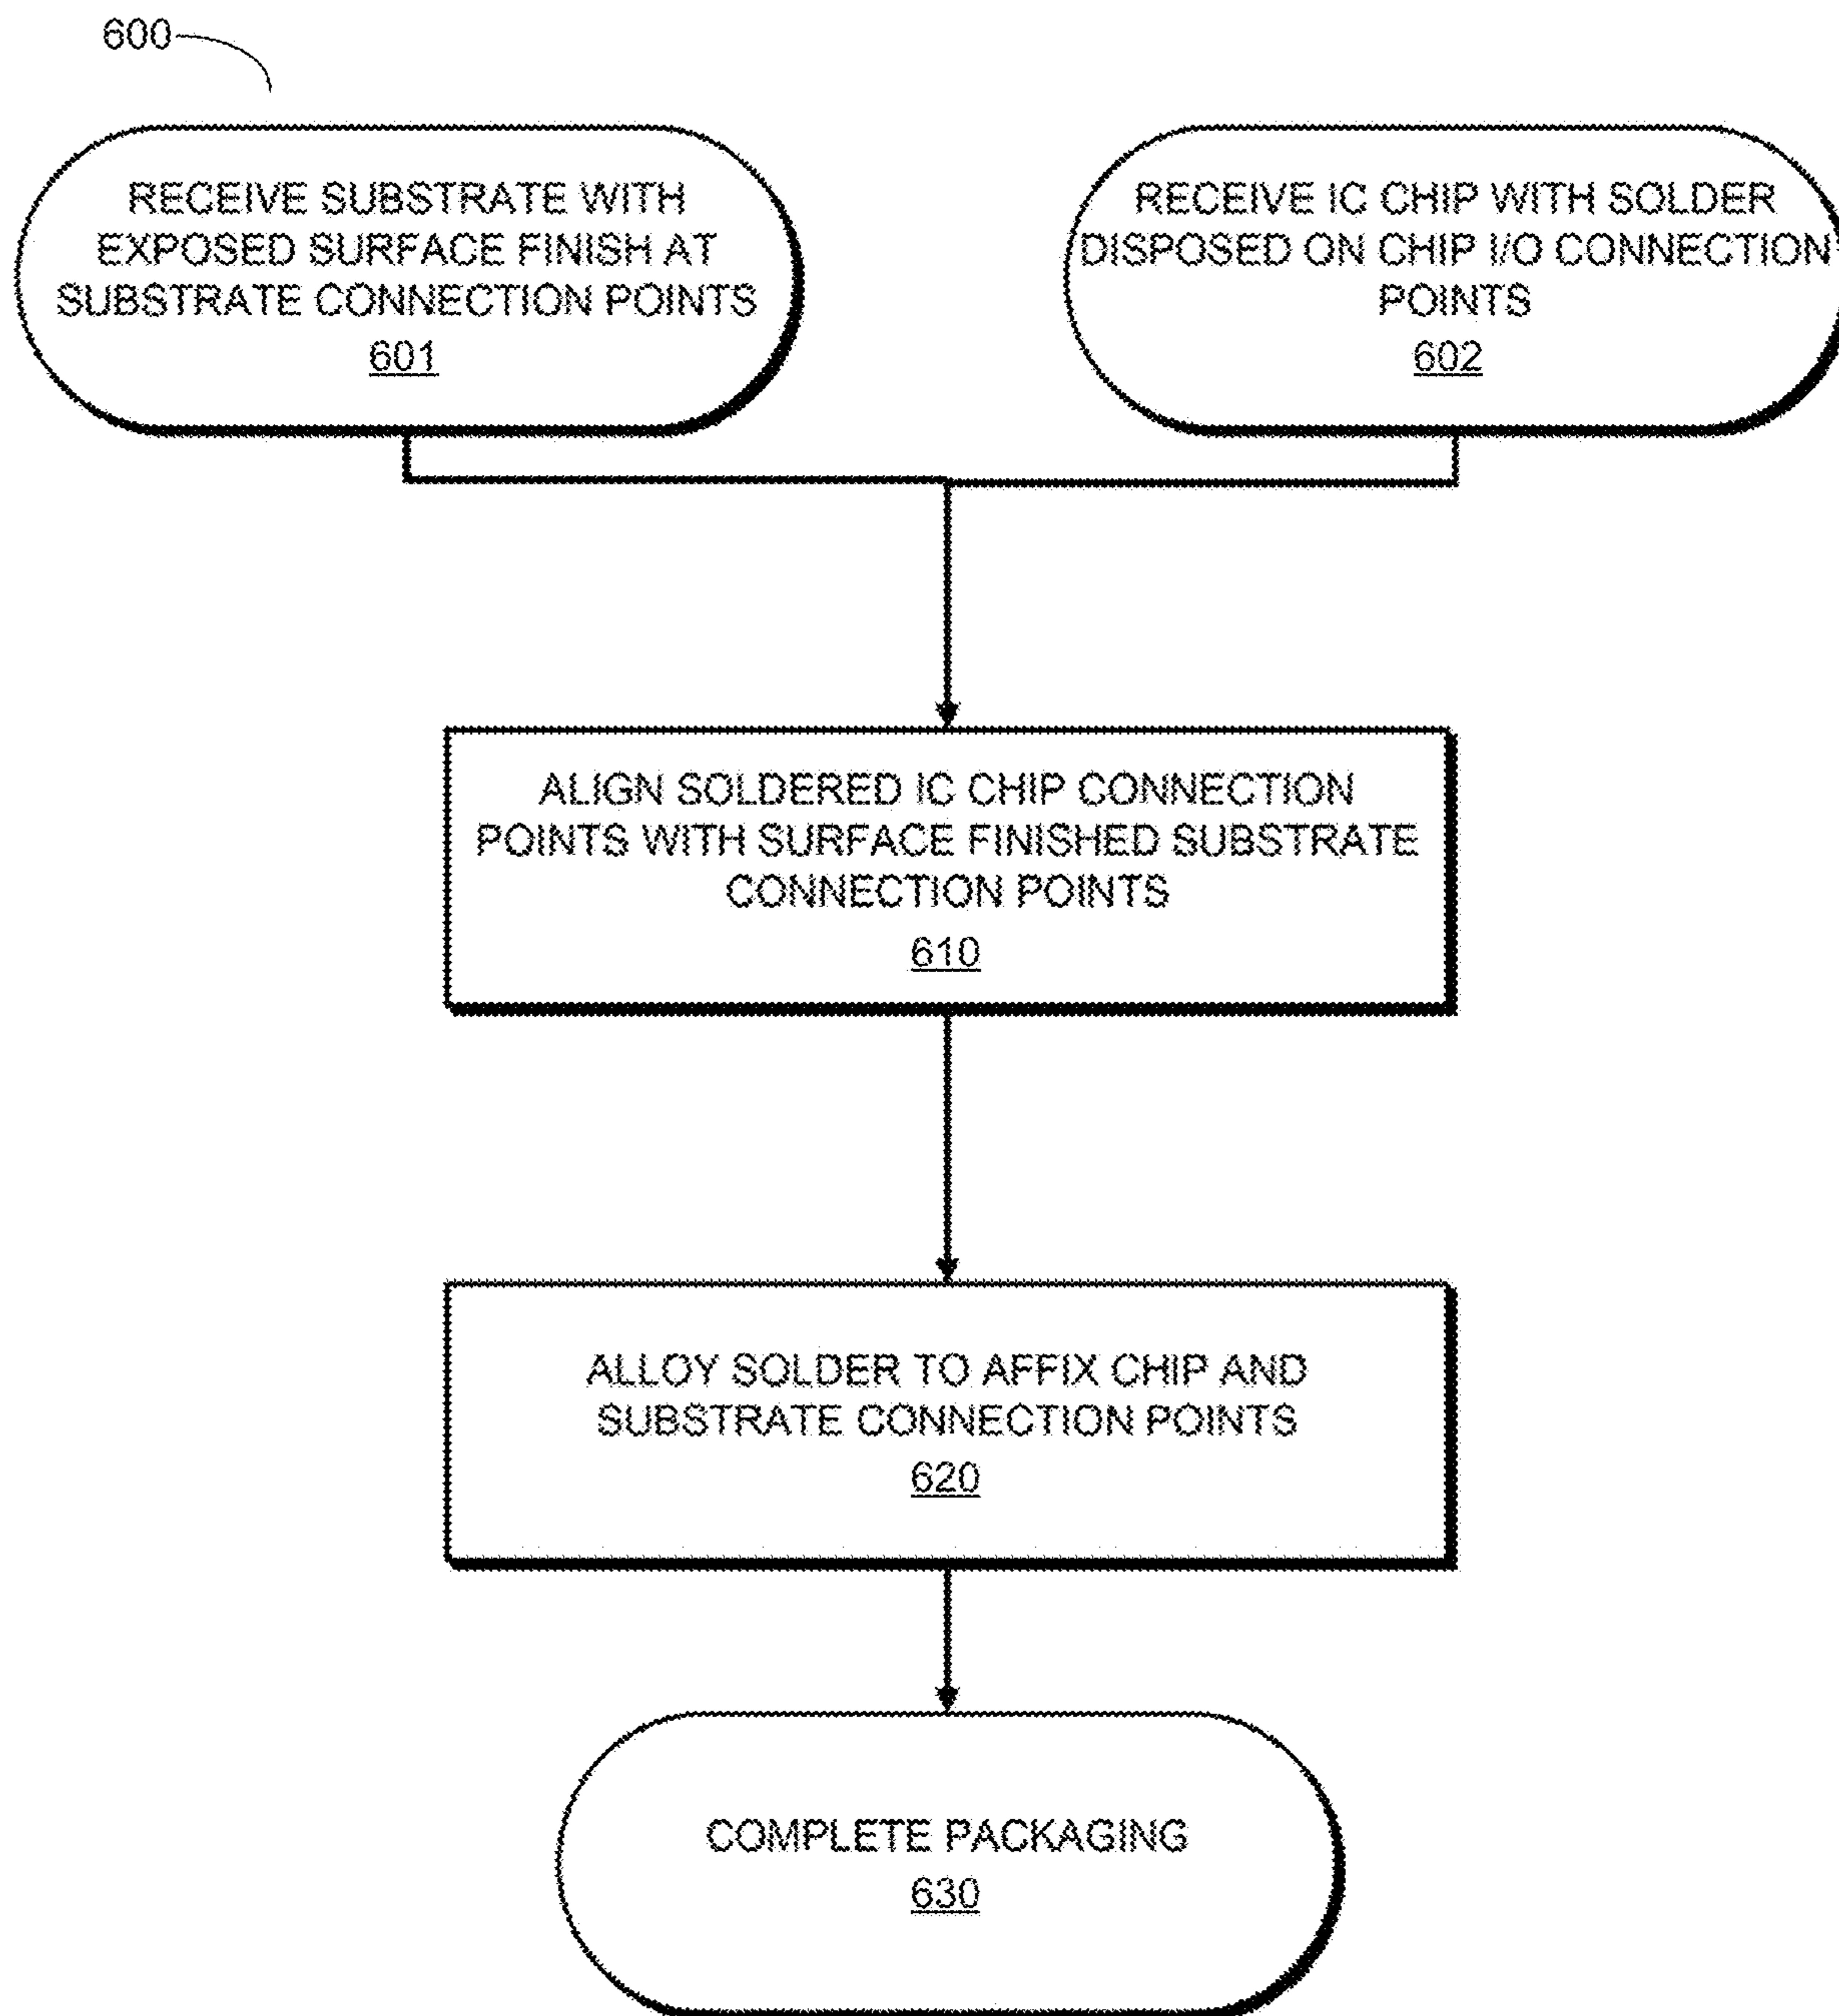 600
RECEIVE SUBSTRATE WITH
EXPOSED SURFACE FINISH AT
SUBSTRATE CONNECTION POINTS
601
RECEIVE IC CHIP WITH SOLDER
DISPOSED ON CHIP I/O CONNECTION
POINTS
602
ALIGN SOLDERED IC CHIP CONNECTION
POINTS WITH SURFACE FINISHED SUBSTRATE
CONNECTION POINTS
610
ALLOY SOLDER TO AFFIX CHIP AND
SUBSTRATE CONNECTION POINTS
620
COMPLETE PACKAGING
630